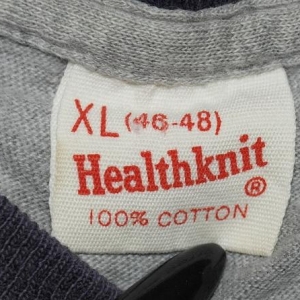 XL (46-48)
Healthknit
®
100% COTTON